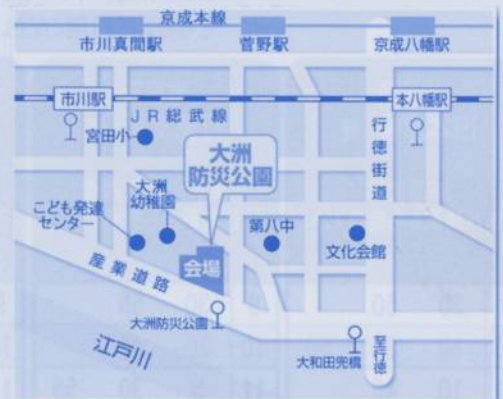 京成本線
市川真間駅
菅野駅
京成八幡駅
市川駅
本八幡駅
JR総武線
宮田小
行徳街道
大洲
防災公園
大洲
幼稚園
こども発達
センター
第八中
文化会館
会場
産業道路
大洲防災公園
江戸川
大和田兜橋
至行徳